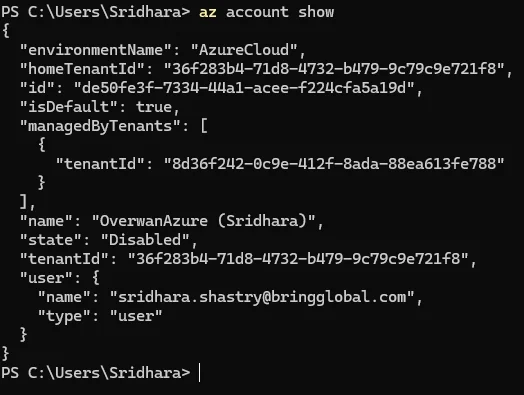 PS C:\Users\Sridhara> az account show
{
  "environmentName": "AzureCloud",
  "homeTenantId": "36f283b4-71d8-4732-b479-9c79c9e721f8",
  "id": "de50fe3f-7334-44a1-acee-f224cfa5a19d",
  "isDefault": true,
  "managedByTenants": [
    {
      "tenantId": "8d36f242-0c9e-412f-8ada-88ea613fe788"
    }
  ],
  "name": "OverwanAzure (Sridhara)",
  "state": "Disabled",
  "tenantId": "36f283b4-71d8-4732-b479-9c79c9e721f8",
  "user": {
    "name": "sridhara.shastry@bringglobal.com",
    "type": "user"
  }
}
PS C:\Users\Sridhara>